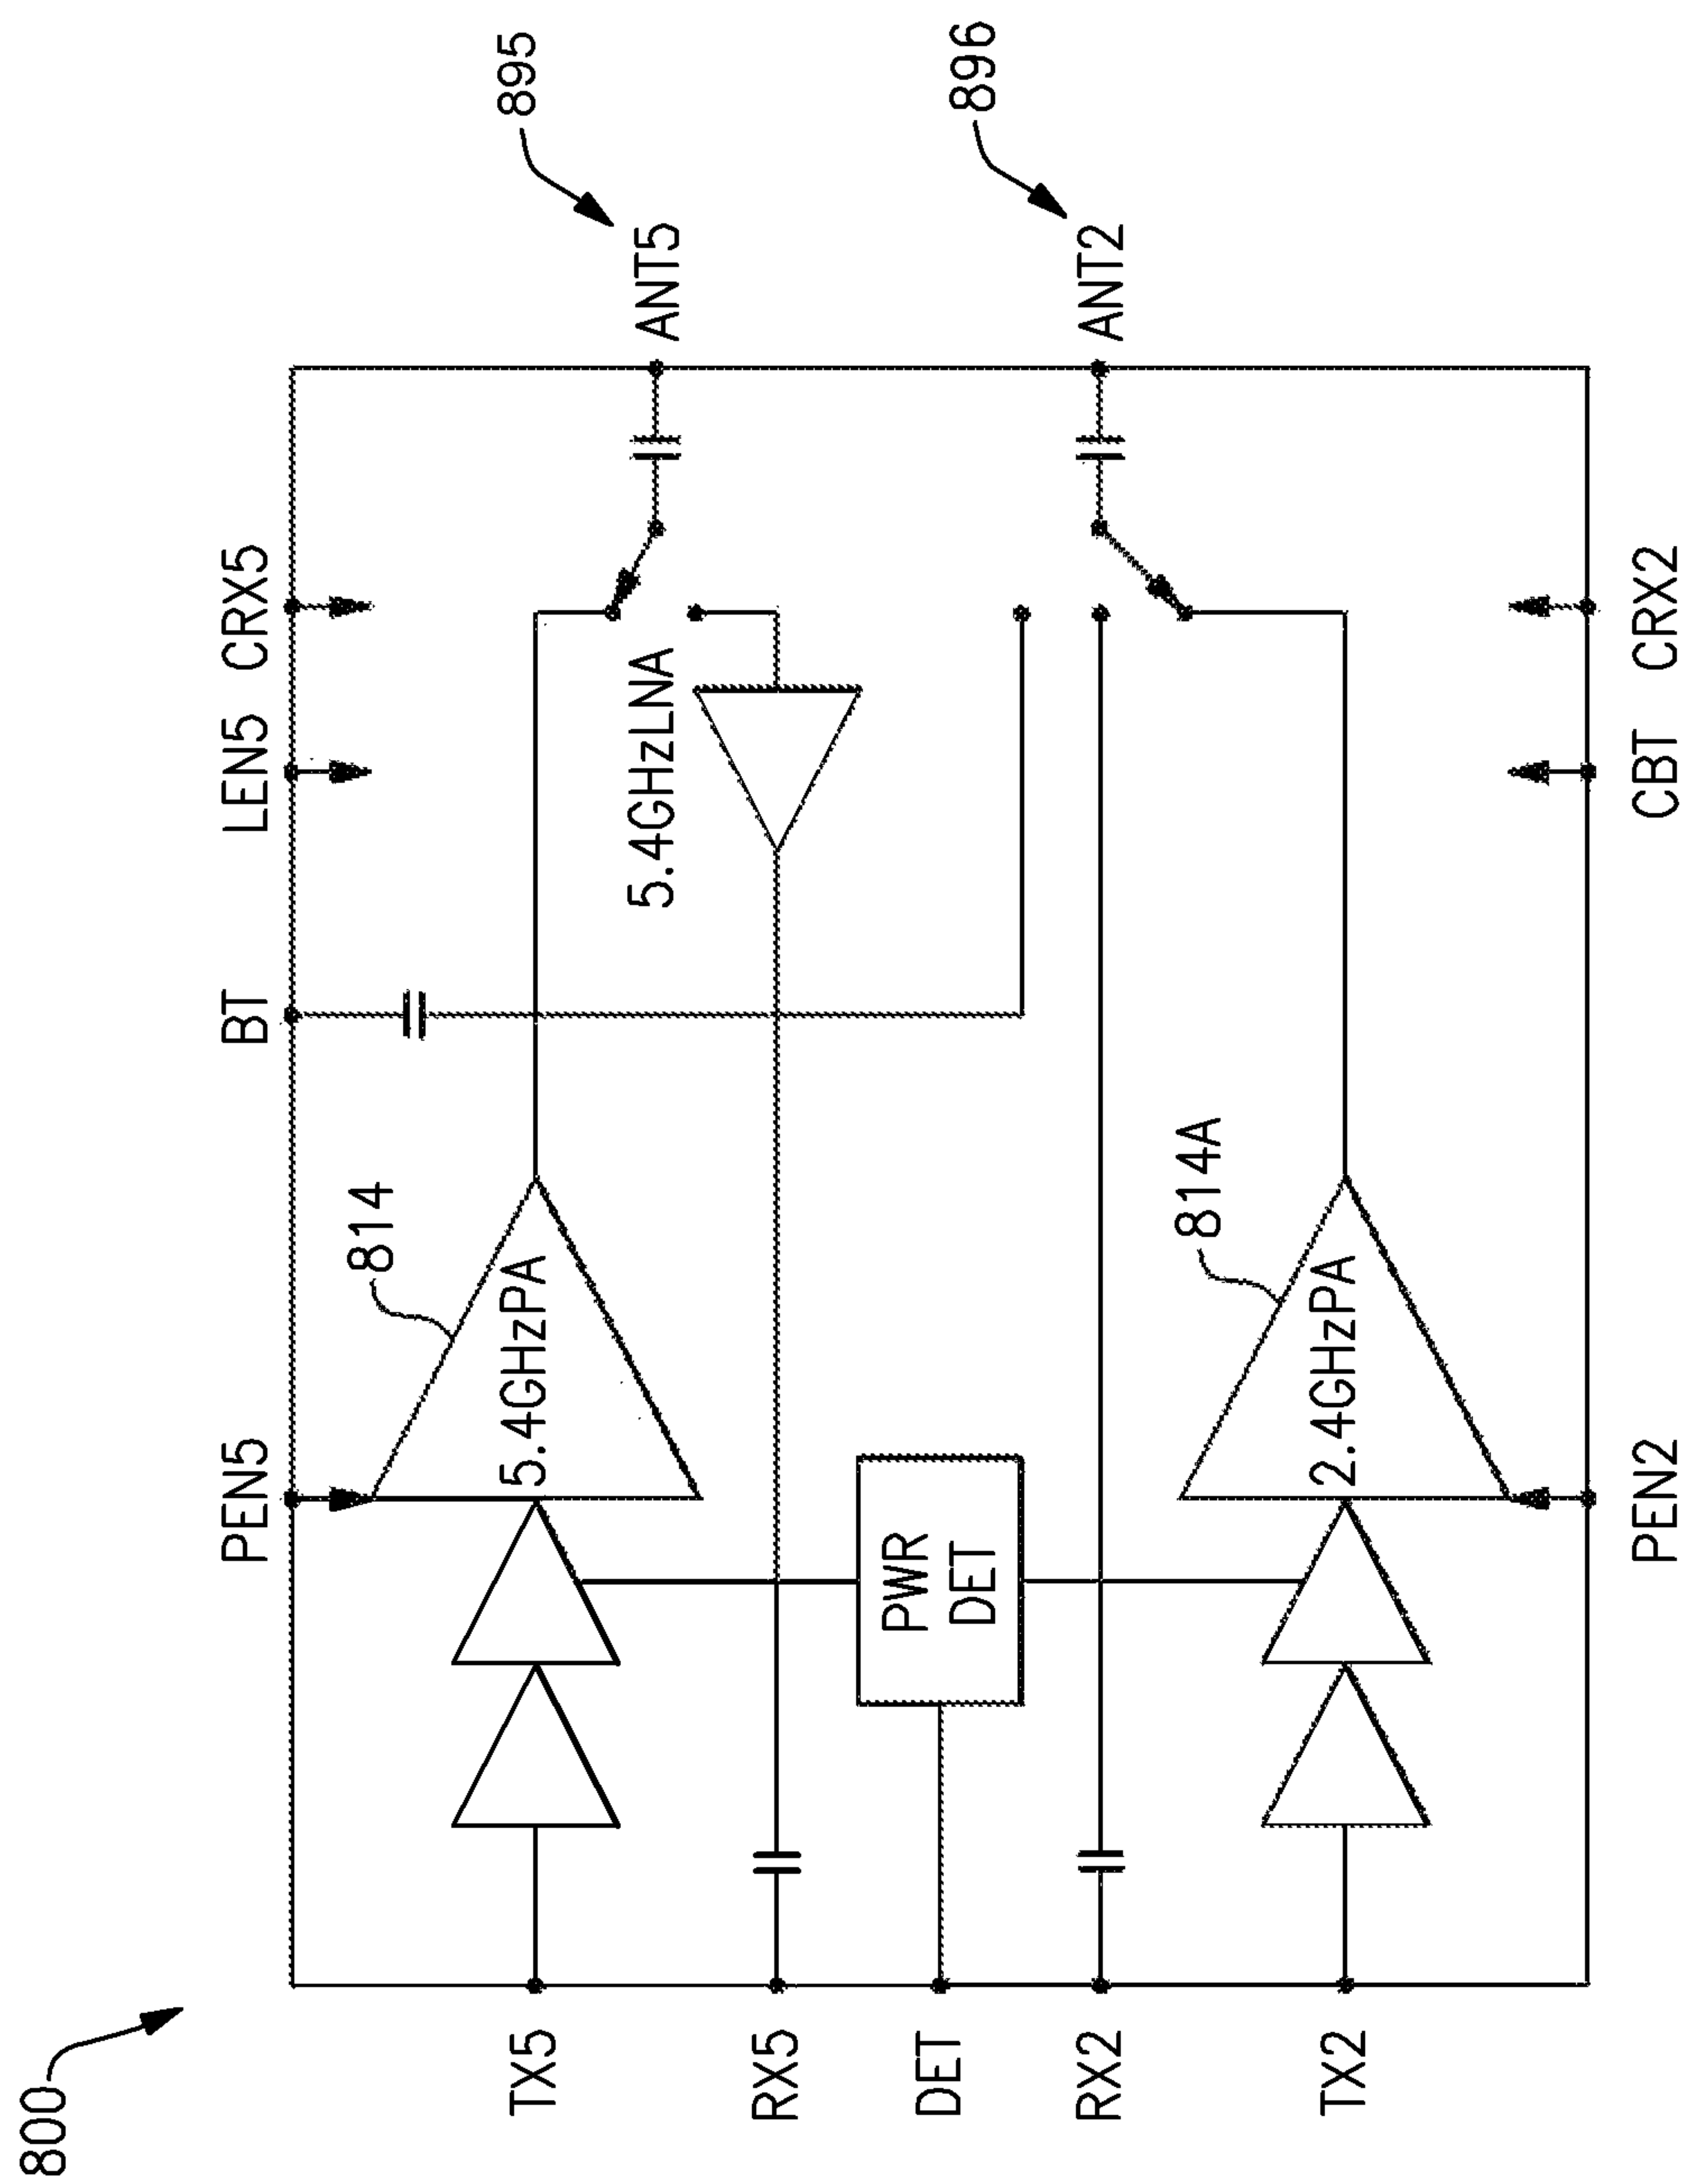 800
PEN5
BT
LEN5
CRX5
814
5.4GHzPA
TX5
895
ANT5
5.4GHzLNA
RX5
PWR
DET
DET
896
ANT2
RX2
814A
2.4GHzPA
TX2
PEN2
CBT
CRX2